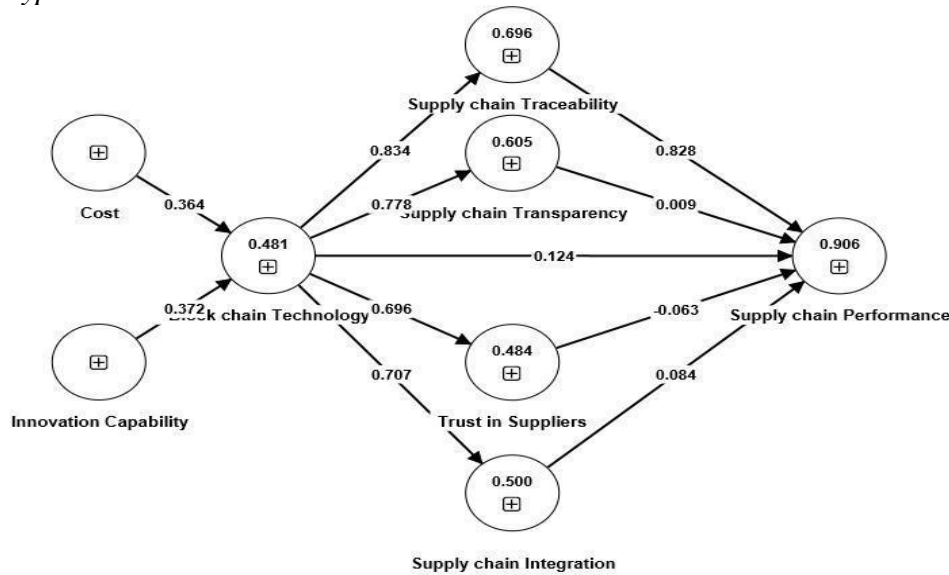 0.696
Supply chain Traceability
0.834
0.828
0.605
Cost
0.364
0.778
Supply chain Transparency
0.009
0.481
0.124
0.906
0.372
Block chain Technology
0.696
-0.063
Supply chain Performance
0.484
0.707
0.084
Innovation Capability
Trust in Suppliers
0.500
Supply chain Integration